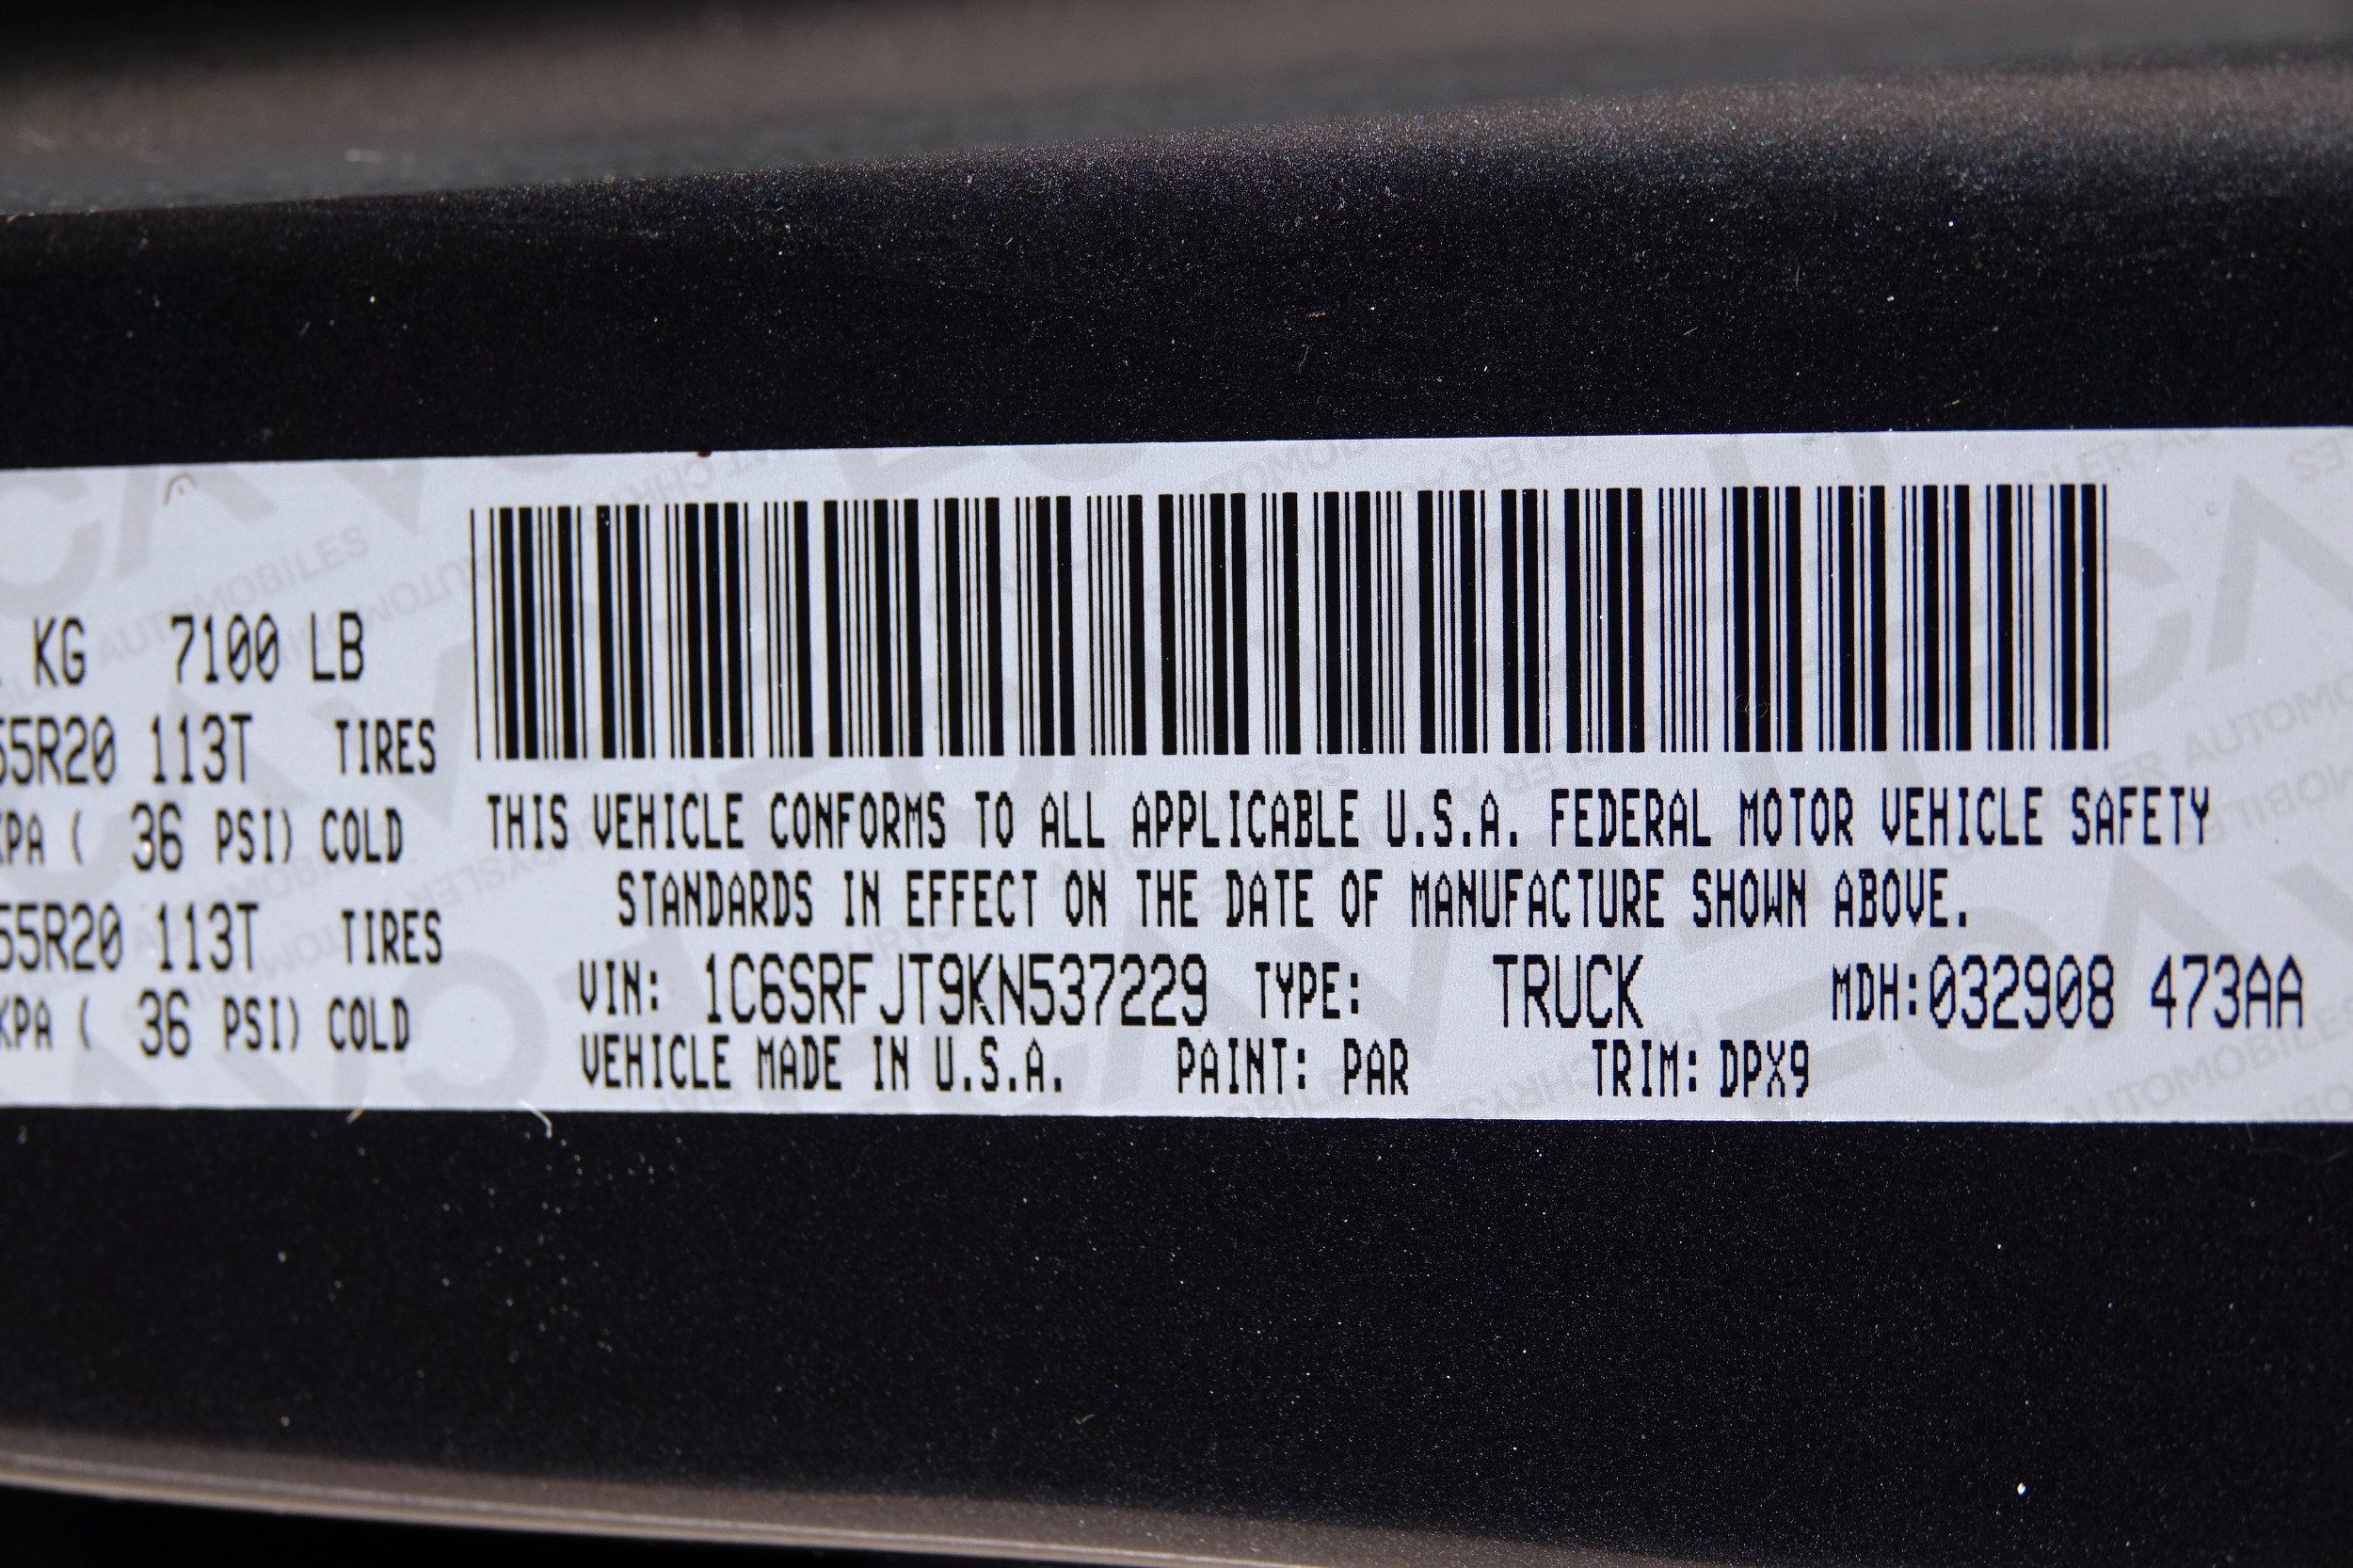 KG 7100 LB
55R20 113T TIRES
KPA ( 36 PSI) COLD
55R20 113T TIRES
KPA ( 36 PSI) COLD
THIS VEHICLE CONFORMS TO ALL APPLICABLE U.S.A. FEDERAL MOTOR VEHICLE SAFETY
STANDARDS IN EFFECT ON THE DATE OF MANUFACTURE SHOWN ABOVE.
VIN: 1C6SRFJT9KN537229 TYPE: TRUCK MDH:032908 473AA
VEHICLE MADE IN U.S.A. PAINT: PAR TRIM: DPX9